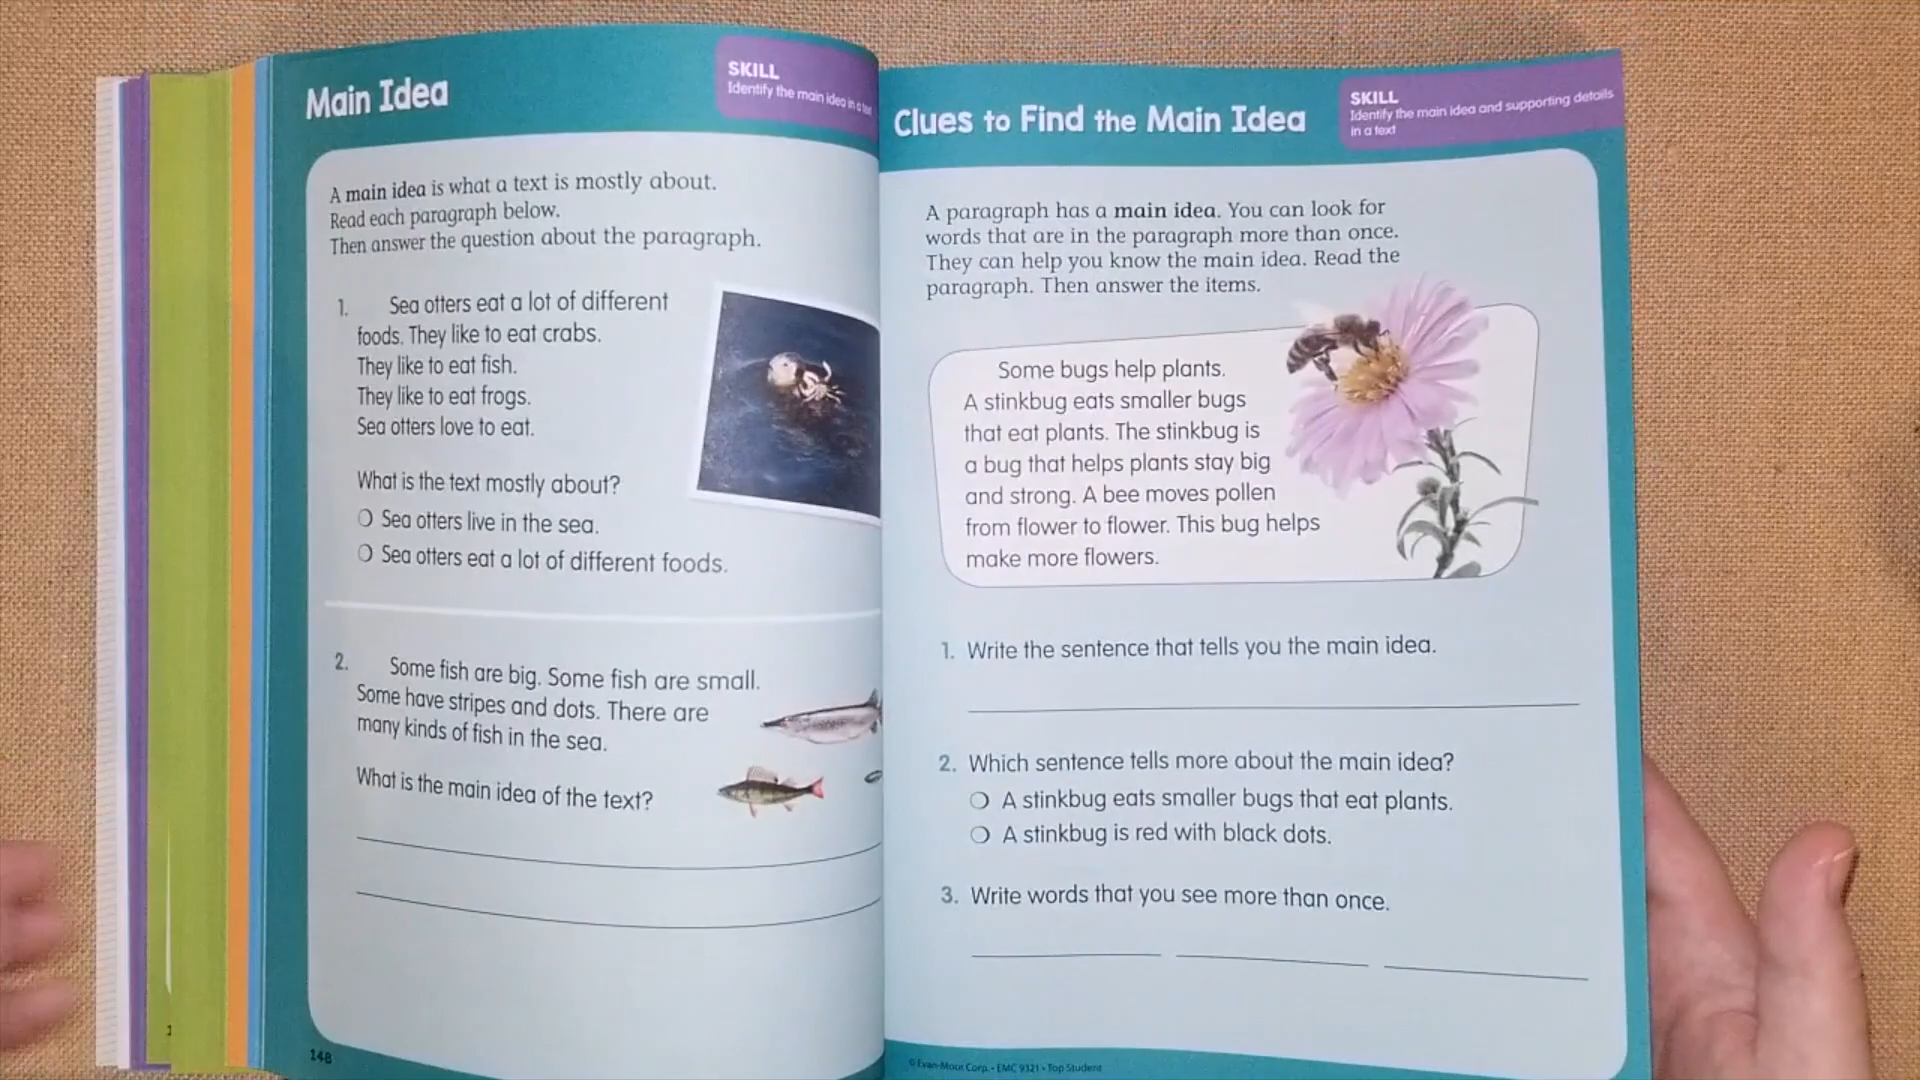 Main Idea
SKILL
Identify the main idea in a text
A main idea is what a text is mostly about.
Read each paragraph below.
Then answer the question about the paragraph.
1. Sea otters eat a lot of different
foods. They like to eat crabs.
They like to eat fish.
They like to eat frogs.
Sea otters love to eat.
What is the text mostly about?
Sea otters live in the sea.
Sea otters eat a lot of different foods.
2. Some fish are big. Some fish are small.
Some have stripes and dots. There are
many kinds of fish in the sea.
What is the main idea of the text?
148
Clues to Find the Main Idea
SKILL
Identify the main idea and supporting details
in a text
A paragraph has a main idea. You can look for
words that are in the paragraph more than once.
They can help you know the main idea. Read the
paragraph. Then answer the items.
Some bugs help plants.
A stinkbug eats smaller bugs
that eat plants. The stinkbug is
a bug that helps plants stay big
and strong. A bee moves pollen
from flower to flower. This bug helps
make more flowers.
1. Write the sentence that tells you the main idea.
2. Which sentence tells more about the main idea?
A stinkbug eats smaller bugs that eat plants.
A stinkbug is red with black dots.
3. Write words that you see more than once.
© Evan-Moor Corp. • EMC 9321 • Top Student